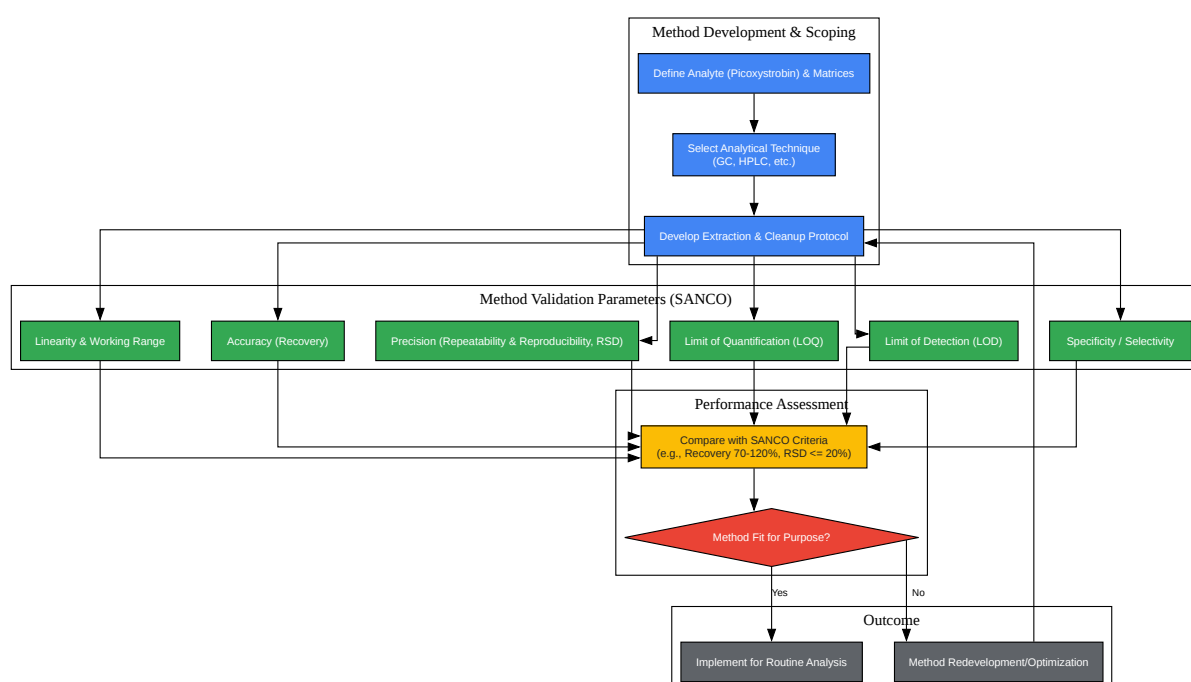 Method Development & Scoping
Define Analyte (Picoxystrobin) & Matrices
Select Analytical Technique
(GC, HPLC, etc.)
Develop Extraction & Cleanup Protocol
Method Validation Parameters (SANCO)
Linearity & Working Range
Accuracy (Recovery)
Precision (Repeatability & Reproducibility, RSD)
Limit of Quantification (LOQ)
Limit of Detection (LOD)
Specificity / Selectivity
Performance Assessment
Compare with SANCO Criteria
(e.g., Recovery 70-120%, RSD <= 20%)
Method Fit for Purpose?
Yes
No
Outcome
Implement for Routine Analysis
Method Redevelopment/Optimization